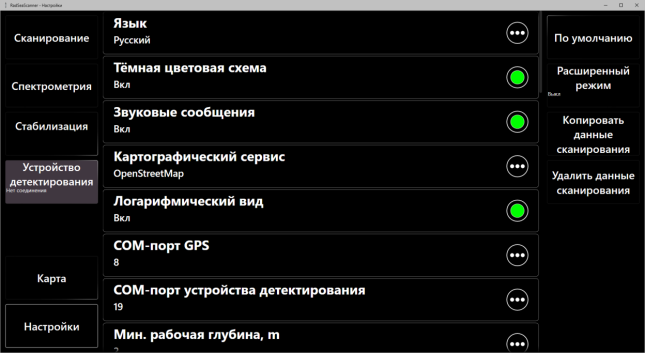 RadSeaScanner - Настройки
Сканирование
Спектрометрия
Стабилизация
Устройство
детектирования
Нет соединения
Карта
Настройки
Язык
Русский
Тёмная цветовая схема
Вкл
Звуковые сообщения
Вкл
Картографический сервис
OpenStreetMap
Логарифмический вид
Вкл
COM-порт GPS
8
COM-порт устройства детектирования
19
Мин. рабочая глубина, m
По умолчанию
Расширенный
режим
Выкл
Копировать
данные
сканирования
Удалить данные
сканирования